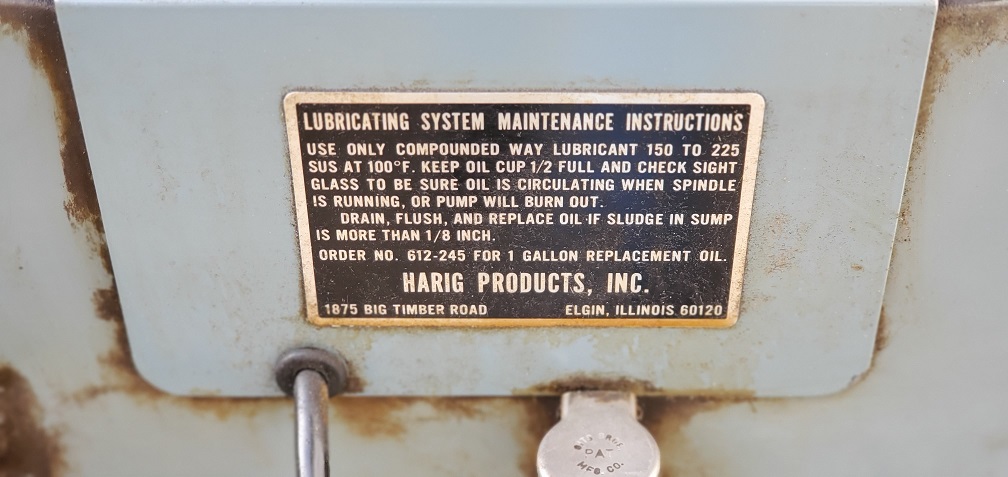 LUBRICATING SYSTEM MAINTENANCE INSTRUCTIONS
USE ONLY COMPOUNDED WAY LUBRICANT 150 TO 225
SUS AT 100°F. KEEP OIL CUP 1/2 FULL AND CHECK SIGHT
GLASS TO BE SURE OIL IS CIRCULATING WHEN SPINDLE
IS RUNNING, OR PUMP WILL BURN OUT.
DRAIN, FLUSH, AND REPLACE OIL IF SLUDGE IN SUMP
IS MORE THAN 1/8 INCH.
ORDER NO. 612-245 FOR 1 GALLON REPLACEMENT OIL.
HARIG PRODUCTS, INC.
1875 BIG TIMBER ROAD ELGIN, ILLINOIS 60120
MFG. CO.